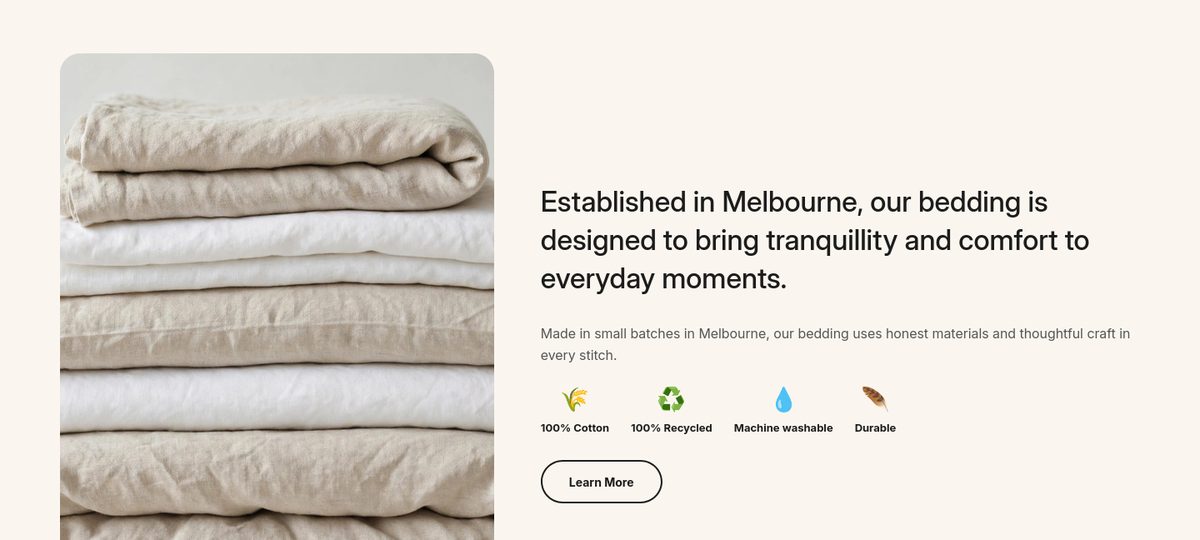 Established in Melbourne, our bedding is
designed to bring tranquillity and comfort to
everyday moments.
Made in small batches in Melbourne, our bedding uses honest materials and thoughtful craft in
every stitch.
100% Cotton
100% Recycled
Machine washable
Durable
Learn More